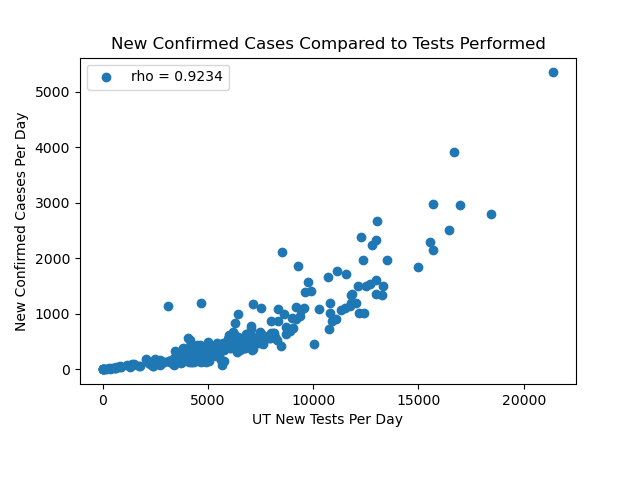 New Confirmed Cases Compared to Tests Performed
rho = 0.9234
New Confirmed Caeses Per Day
5000
4000
3000
2000
1000
0
0 5000 10000 15000 20000
UT New Tests Per Day